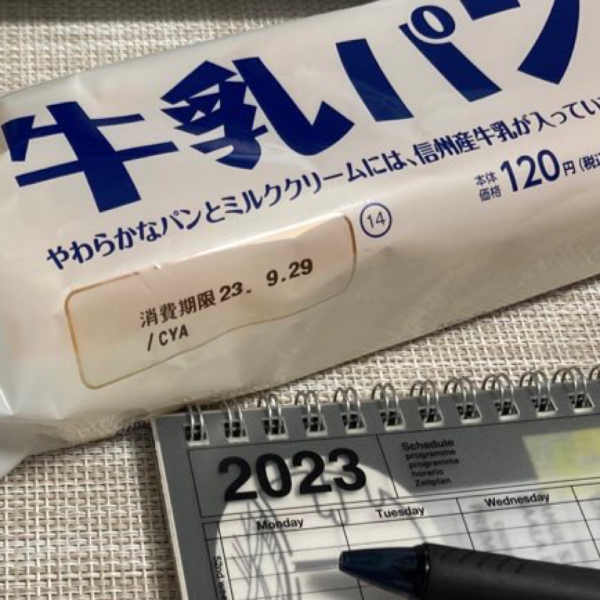 牛乳パン
やわらかなパンとミルククリームには、信州産牛乳が入ってい
本体
価格 120円(税込
14
消費期限 23. 9.29
/CYA
2023
Schedule
programme
programma
horario
Zeitplan
Monday
Tuesday
Wednesday